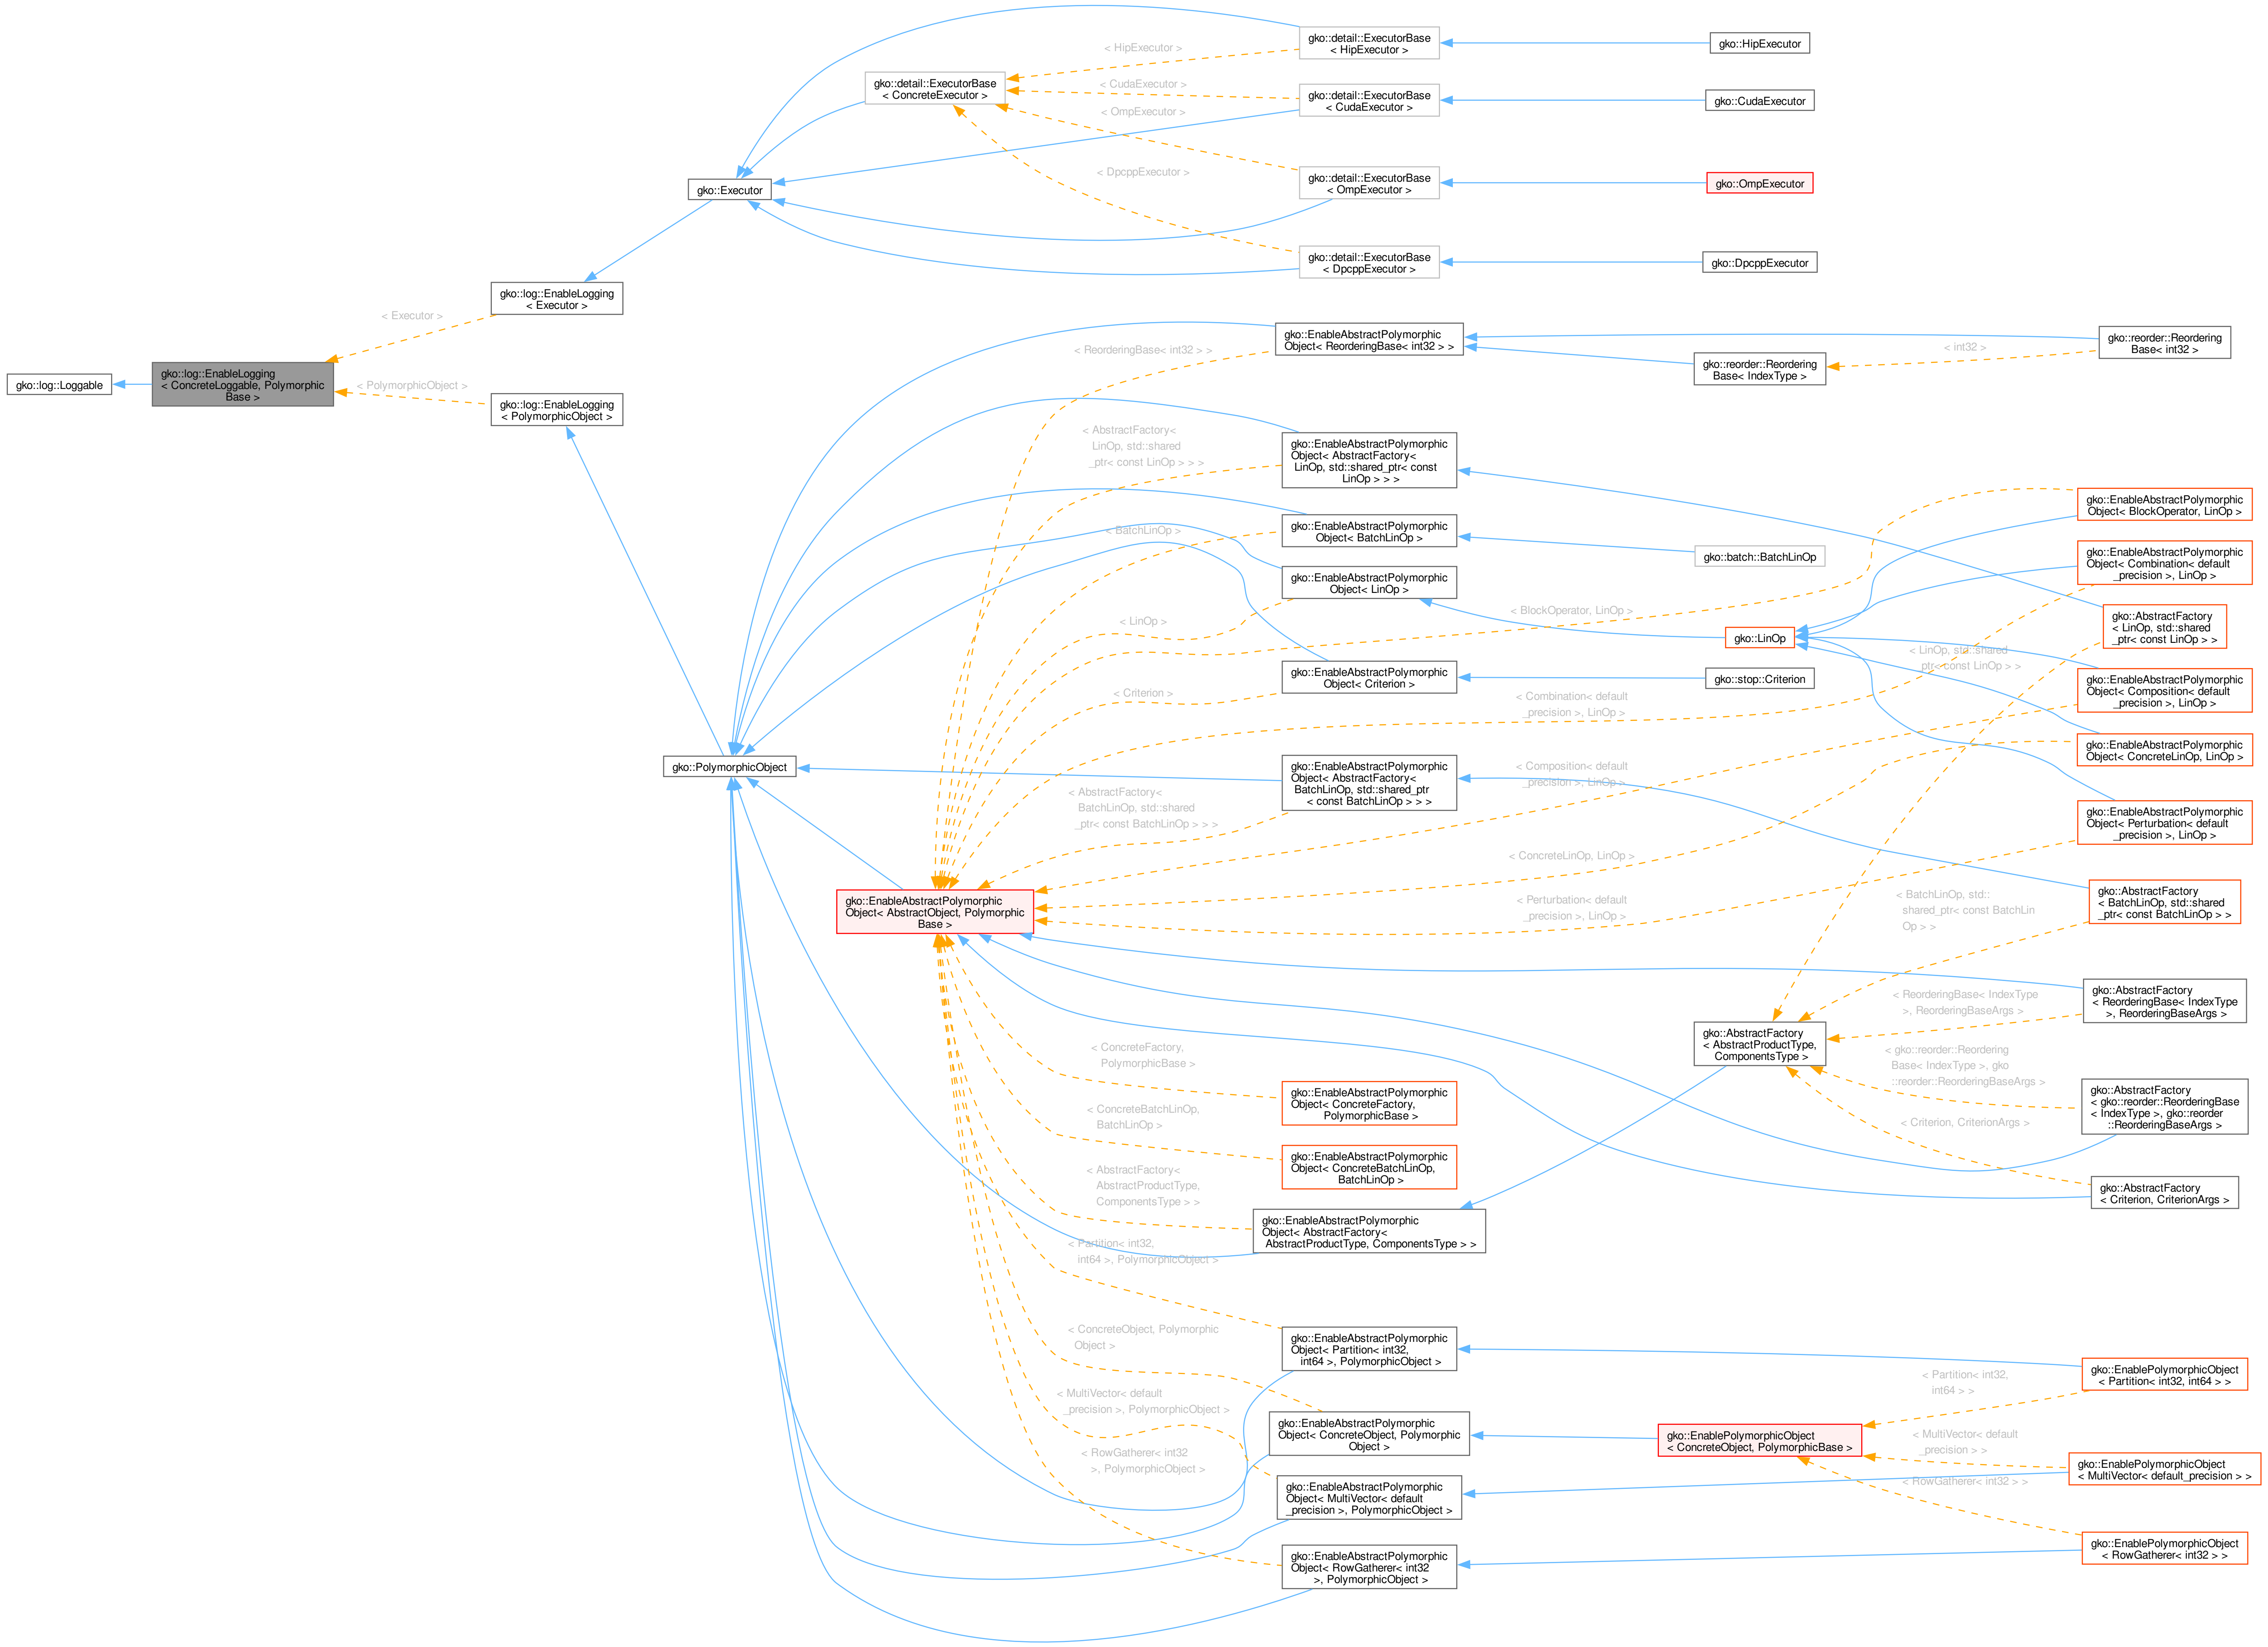 gko::log::Loggable
gko::log::EnableLogging
< ConcreteLoggable, Polymorphic
Base >
< Executor >
< PolymorphicObject >
gko::log::EnableLogging
< Executor >
gko::log::EnableLogging
< PolymorphicObject >
gko::Executor
gko::PolymorphicObject
gko::detail::ExecutorBase
< ConcreteExecutor >
< HipExecutor >
< CudaExecutor >
< OmpExecutor >
< DpcppExecutor >
gko::detail::ExecutorBase
< HipExecutor >
gko::detail::ExecutorBase
< CudaExecutor >
gko::detail::ExecutorBase
< OmpExecutor >
gko::detail::ExecutorBase
< DpcppExecutor >
gko::HipExecutor
gko::CudaExecutor
gko::OmpExecutor
gko::DpcppExecutor
gko::EnableAbstractPolymorphic
Object< AbstractObject, Polymorphic
Base >
< ReorderingBase< int32 > >
< AbstractFactory<
LinOp, std::shared
_ptr< const LinOp > > >
< BatchLinOp >
< LinOp >
< Criterion >
< AbstractFactory<
BatchLinOp, std::shared
_ptr< const BatchLinOp > > >
< ConcreteFactory,
PolymorphicBase >
< ConcreteBatchLinOp,
BatchLinOp >
< AbstractFactory<
AbstractProductType,
ComponentsType > >
< Partition< int32,
int64 >, PolymorphicObject >
< ConcreteObject, Polymorphic
Object >
< MultiVector< default
_precision >, PolymorphicObject >
< RowGatherer< int32
>, PolymorphicObject >
gko::EnableAbstractPolymorphic
Object< ReorderingBase< int32 > >
gko::EnableAbstractPolymorphic
Object< AbstractFactory<
LinOp, std::shared_ptr< const
LinOp > > >
gko::EnableAbstractPolymorphic
Object< BatchLinOp >
gko::EnableAbstractPolymorphic
Object< LinOp >
gko::EnableAbstractPolymorphic
Object< Criterion >
gko::EnableAbstractPolymorphic
Object< AbstractFactory<
BatchLinOp, std::shared_ptr
< const BatchLinOp > > >
gko::EnableAbstractPolymorphic
Object< ConcreteFactory,
PolymorphicBase >
gko::EnableAbstractPolymorphic
Object< ConcreteBatchLinOp,
BatchLinOp >
gko::EnableAbstractPolymorphic
Object< AbstractFactory<
AbstractProductType, ComponentsType > >
gko::EnableAbstractPolymorphic
Object< Partition< int32,
int64 >, PolymorphicObject >
gko::EnableAbstractPolymorphic
Object< ConcreteObject, Polymorphic
Object >
gko::EnableAbstractPolymorphic
Object< MultiVector< default
_precision >, PolymorphicObject >
gko::EnableAbstractPolymorphic
Object< RowGatherer< int32
>, PolymorphicObject >
< BlockOperator, LinOp >
< Combination< default
_precision >, LinOp >
< Composition< default
_precision >, LinOp >
< ConcreteLinOp, LinOp >
< Perturbation< default
_precision >, LinOp >
gko::reorder::Reordering
Base< IndexType >
gko::batch::BatchLinOp
gko::LinOp
gko::stop::Criterion
gko::AbstractFactory
< AbstractProductType,
ComponentsType >
gko::EnablePolymorphicObject
< ConcreteObject, PolymorphicBase >
< int32 >
< LinOp, std::shared
_ptr< const LinOp > >
< BatchLinOp, std::
shared_ptr< const BatchLin
Op > >
< ReorderingBase< IndexType
>, ReorderingBaseArgs >
< gko::reorder::Reordering
Base< IndexType >, gko
::reorder::ReorderingBaseArgs >
< Criterion, CriterionArgs >
< Partition< int32,
int64 > >
< MultiVector< default
_precision > >
< RowGatherer< int32 > >
gko::reorder::Reordering
Base< int32 >
gko::EnableAbstractPolymorphic
Object< BlockOperator, LinOp >
gko::EnableAbstractPolymorphic
Object< Combination< default
_precision >, LinOp >
gko::AbstractFactory
< LinOp, std::shared
_ptr< const LinOp > >
gko::EnableAbstractPolymorphic
Object< Composition< default
_precision >, LinOp >
gko::EnableAbstractPolymorphic
Object< ConcreteLinOp, LinOp >
gko::EnableAbstractPolymorphic
Object< Perturbation< default
_precision >, LinOp >
gko::AbstractFactory
< BatchLinOp, std::shared
_ptr< const BatchLinOp > >
gko::AbstractFactory
< ReorderingBase< IndexType
>, ReorderingBaseArgs >
gko::AbstractFactory
< gko::reorder::ReorderingBase
< IndexType >, gko::reorder
::ReorderingBaseArgs >
gko::AbstractFactory
< Criterion, CriterionArgs >
gko::EnablePolymorphicObject
< Partition< int32, int64 > >
gko::EnablePolymorphicObject
< MultiVector< default_precision > >
gko::EnablePolymorphicObject
< RowGatherer< int32 > >